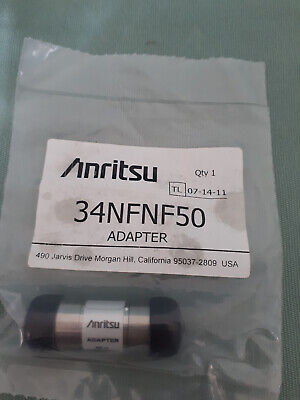 Anritsu
Qty 1
TL 07-14-11
34NFNF50
ADAPTER
490 Jarvis Drive Morgan Hill, California 95037-2809 USA
Anritsu
ADAPTER